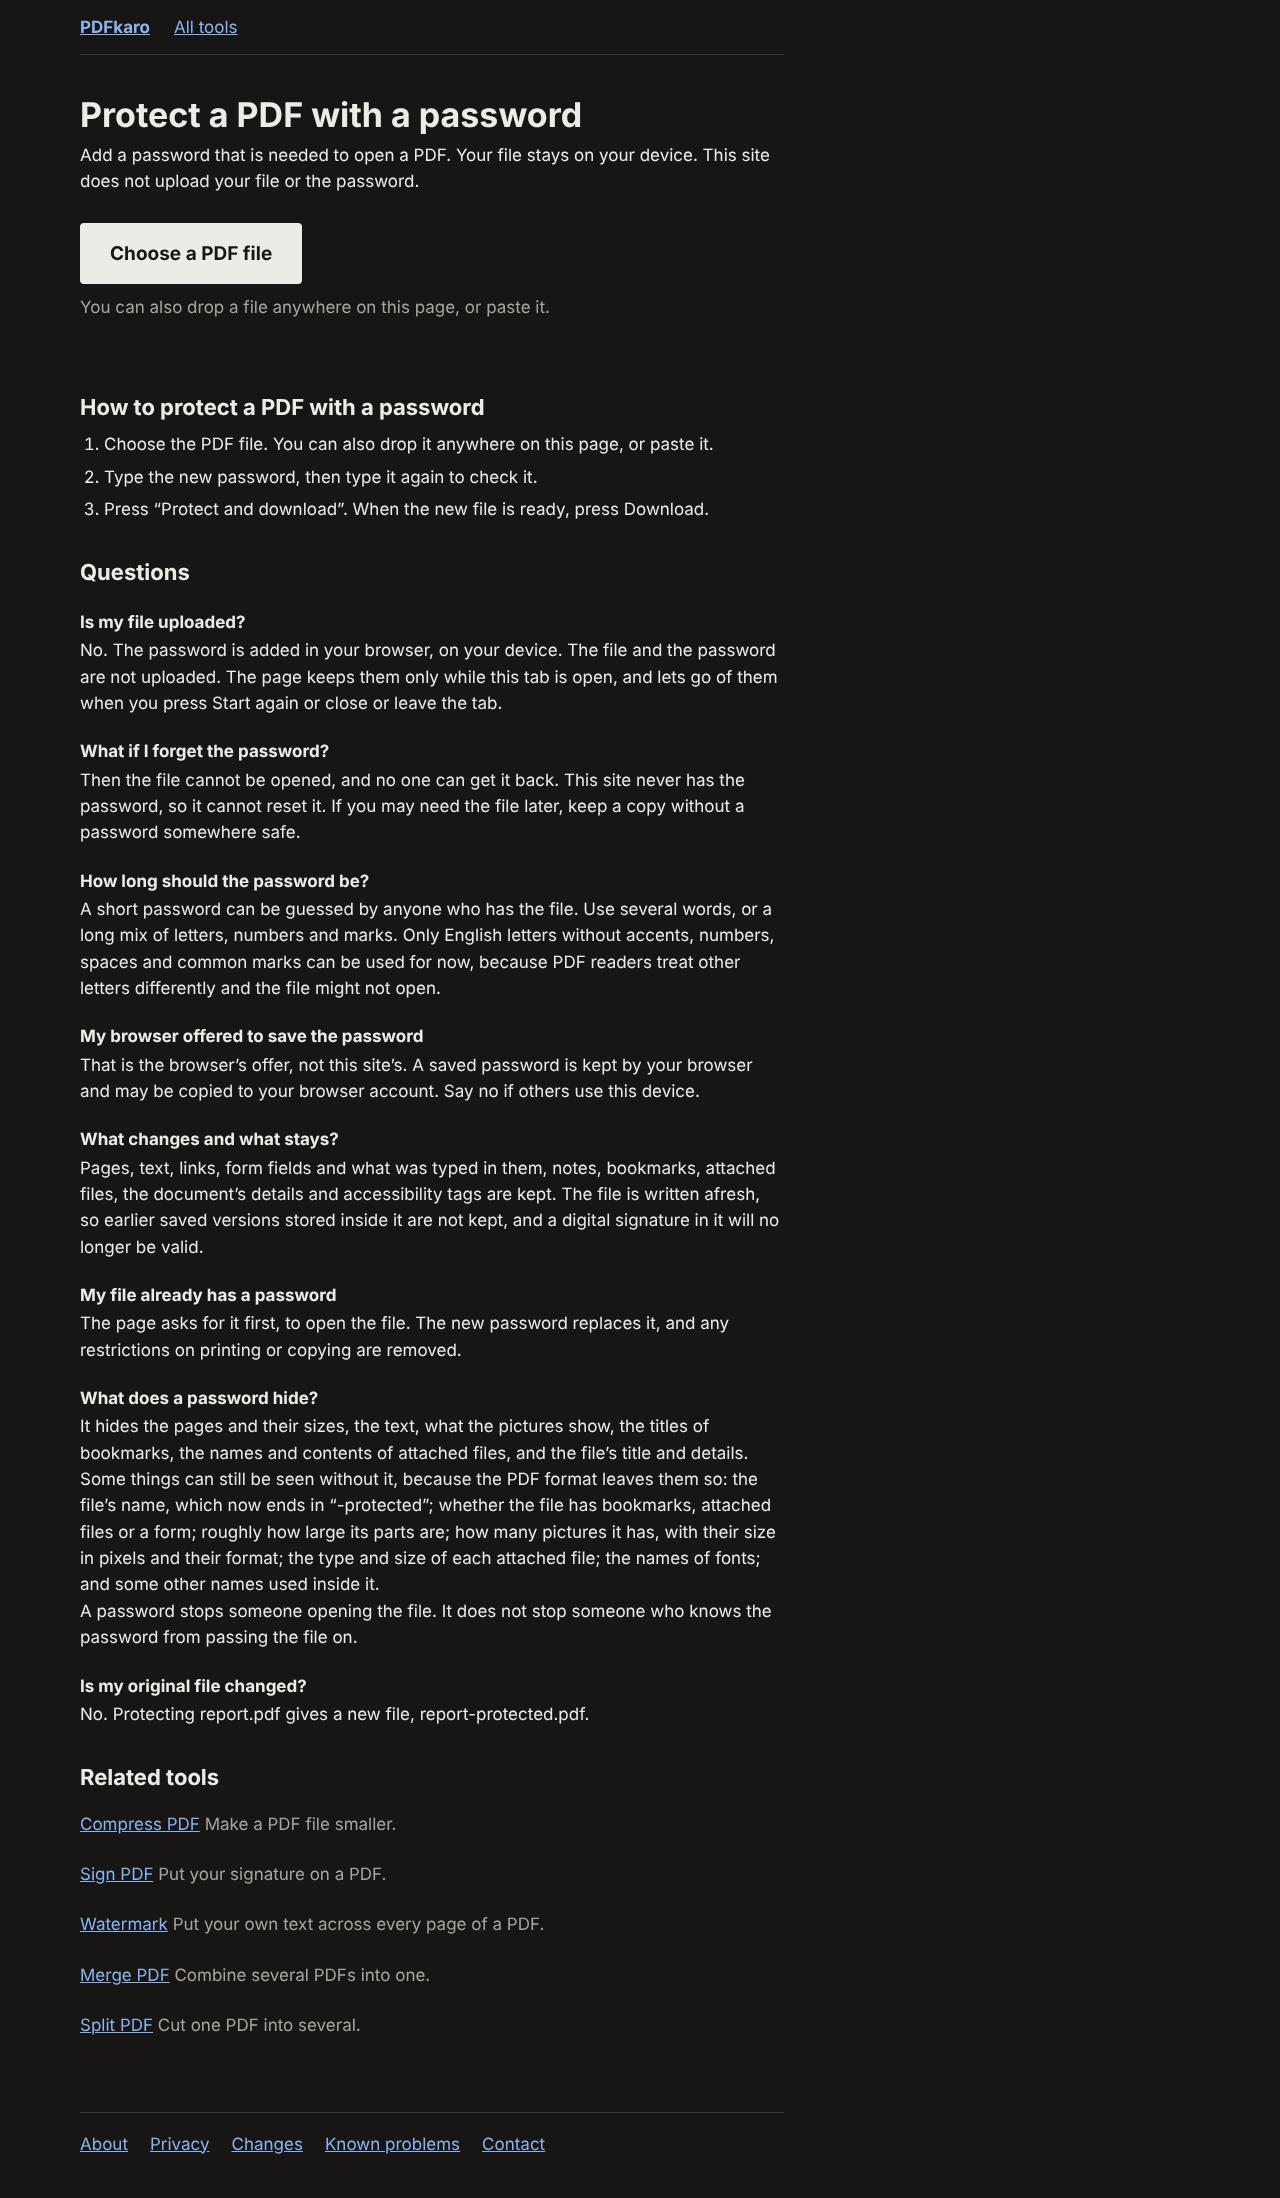 PDFkaro All tools
Protect a PDF with a password
Add a password that is needed to open a PDF. Your file stays on your device. This site
does not upload your file or the password.
Choose a PDF file
You can also drop a file anywhere on this page, or paste it.
How to protect a PDF with a password
1. Choose the PDF file. You can also drop it anywhere on this page, or paste it.
2. Type the new password, then type it again to check it.
3. Press “Protect and download”. When the new file is ready, press Download.
Questions
Is my file uploaded?
No. The password is added in your browser, on your device. The file and the password
are not uploaded. The page keeps them only while this tab is open, and lets go of them
when you press Start again or close or leave the tab.
What if I forget the password?
Then the file cannot be opened, and no one can get it back. This site never has the
password, so it cannot reset it. If you may need the file later, keep a copy without a
password somewhere safe.
How long should the password be?
A short password can be guessed by anyone who has the file. Use several words, or a
long mix of letters, numbers and marks. Only English letters without accents, numbers,
spaces and common marks can be used for now, because PDF readers treat other
letters differently and the file might not open.
My browser offered to save the password
That is the browser’s offer, not this site’s. A saved password is kept by your browser
and may be copied to your browser account. Say no if others use this device.
What changes and what stays?
Pages, text, links, form fields and what was typed in them, notes, bookmarks, attached
files, the document’s details and accessibility tags are kept. The file is written afresh,
so earlier saved versions stored inside it are not kept, and a digital signature in it will no
longer be valid.
My file already has a password
The page asks for it first, to open the file. The new password replaces it, and any
restrictions on printing or copying are removed.
What does a password hide?
It hides the pages and their sizes, the text, what the pictures show, the titles of
bookmarks, the names and contents of attached files, and the file’s title and details.
Some things can still be seen without it, because the PDF format leaves them so: the
file’s name, which now ends in “-protected”; whether the file has bookmarks, attached
files or a form; roughly how large its parts are; how many pictures it has, with their size
in pixels and their format; the type and size of each attached file; the names of fonts;
and some other names used inside it.
A password stops someone opening the file. It does not stop someone who knows the
password from passing the file on.
Is my original file changed?
No. Protecting report.pdf gives a new file, report-protected.pdf.
Related tools
Compress PDF Make a PDF file smaller.
Sign PDF Put your signature on a PDF.
Watermark Put your own text across every page of a PDF.
Merge PDF Combine several PDFs into one.
Split PDF Cut one PDF into several.
About Privacy Changes Known problems Contact